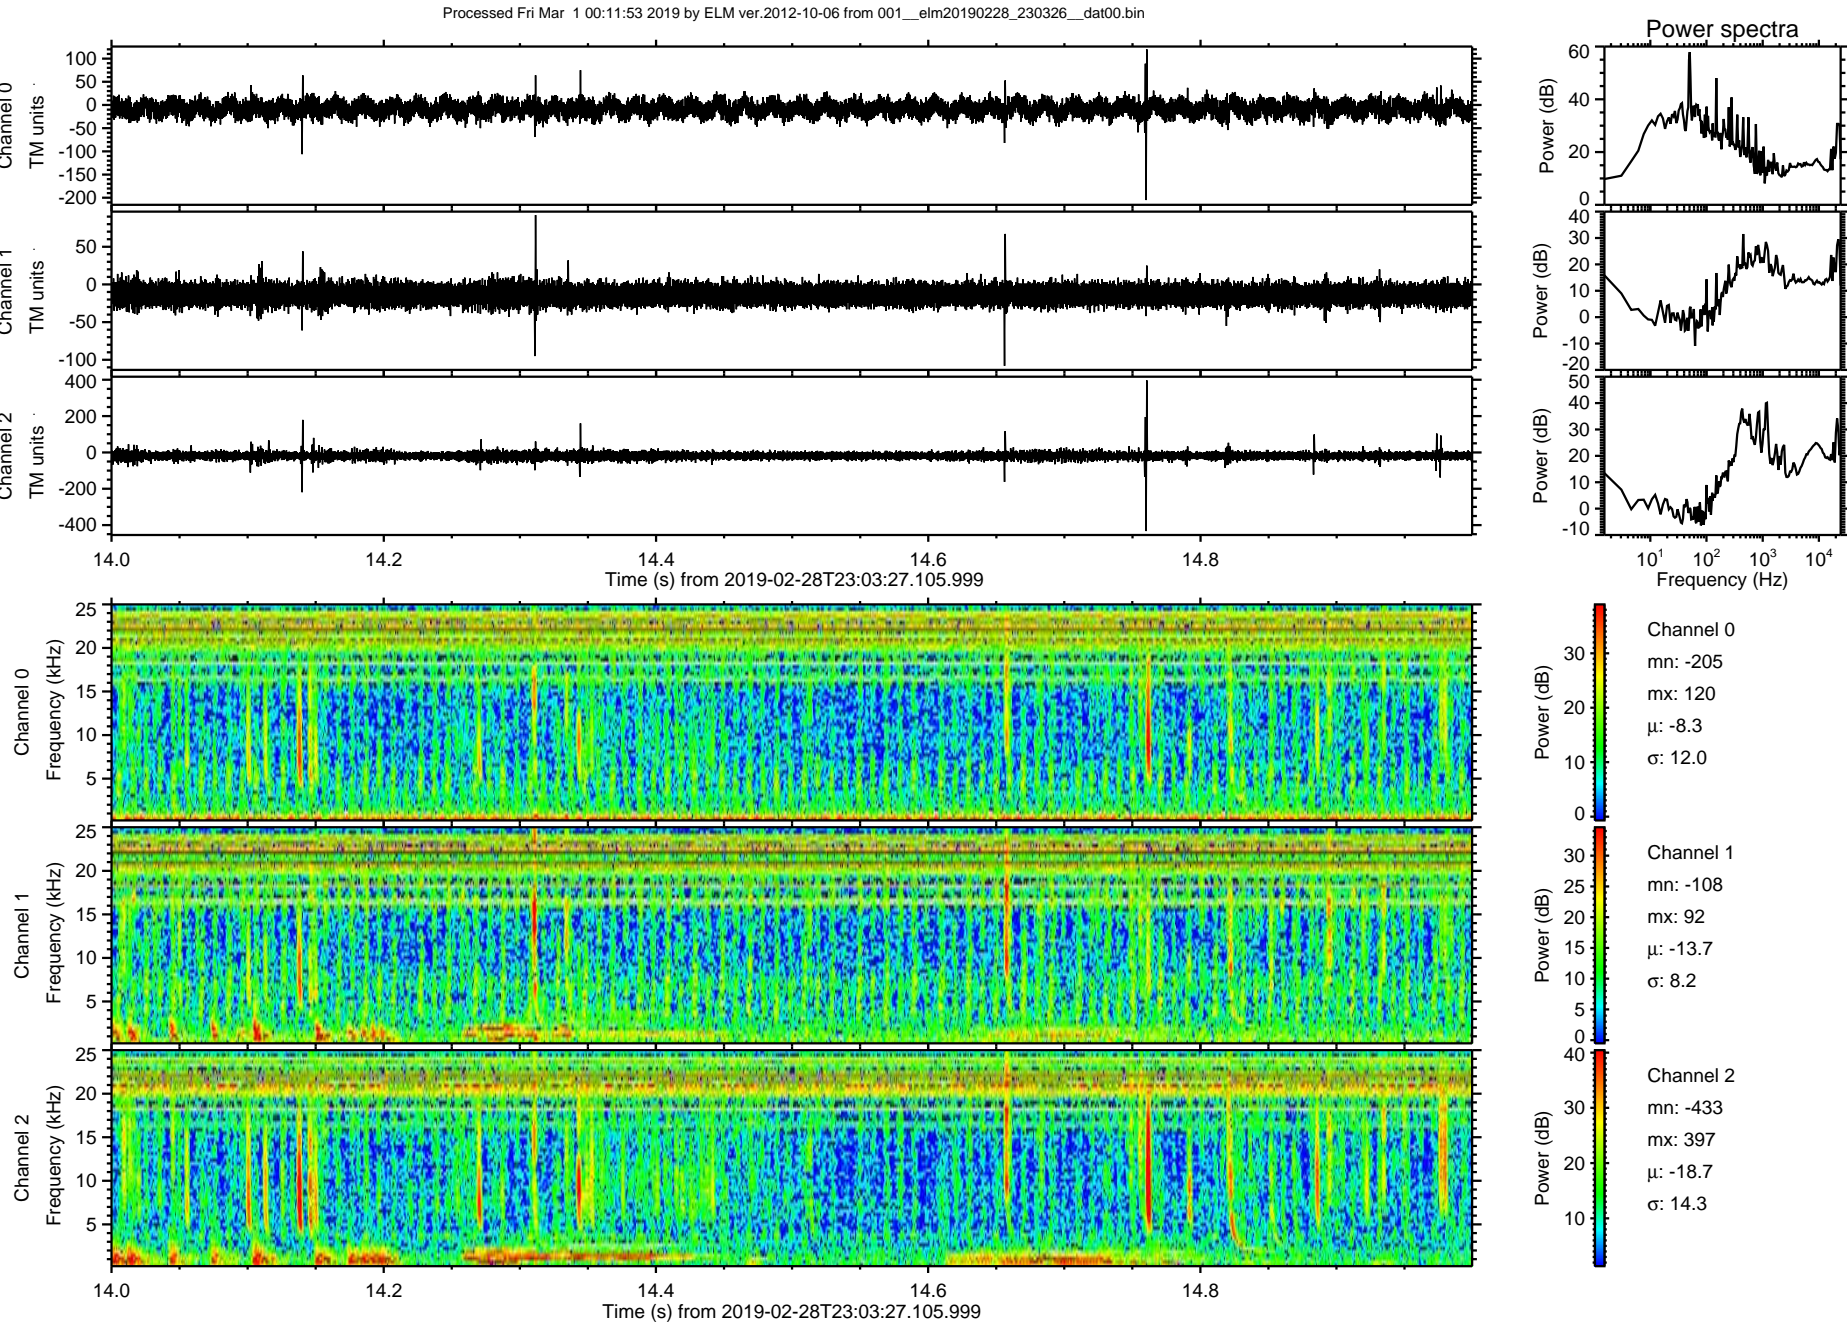 Processed Fri Mar 1 00:11:53 2019 by ELM ver.2012-10-06 from 001__elm20190228_230326__dat00.bin
Power spectra
Channel 0
TM units
100
50
0
-50
-100
-150
-200
Power (dB)
60
40
20
0
Channel 1
TM units
50
0
-50
-100
Power (dB)
40
30
20
10
0
-10
-20
Channel 2
TM units
400
200
0
-200
-400
Power (dB)
50
40
30
20
10
0
-10
14.0 14.2 14.4 14.6 14.8
Time (s) from 2019-02-28T23:03:27.105.999
10^1 10^2 10^3 10^4
Frequency (Hz)
Channel 0
Frequency (kHz)
25
20
15
10
5
Power (dB)
30
20
10
0
Channel 0
mn: -205
mx: 120
μ: -8.3
σ: 12.0
Channel 1
Frequency (kHz)
25
20
15
10
5
Power (dB)
30
25
20
15
10
5
0
Channel 1
mn: -108
mx: 92
μ: -13.7
σ: 8.2
Channel 2
Frequency (kHz)
25
20
15
10
5
Power (dB)
40
30
20
10
Channel 2
mn: -433
mx: 397
μ: -18.7
σ: 14.3
14.0 14.2 14.4 14.6 14.8
Time (s) from 2019-02-28T23:03:27.105.999